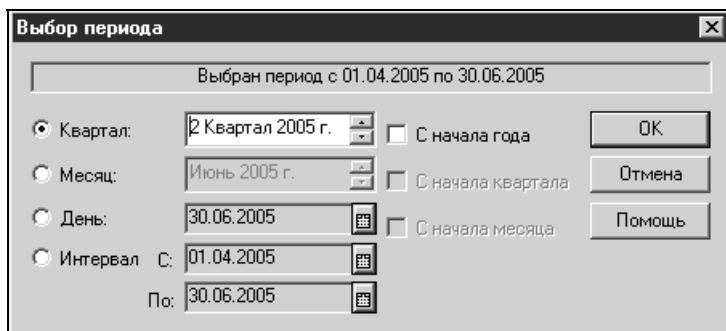 Выбор периода
Выбран период с 01.04.2005 по 30.06.2005
Квартал: 2 Квартал 2005 г. С начала года ОК
Месяц: Июнь 2005 г. С начала квартала Отмена
День: 30.06.2005 С начала месяца Помощь
Интервал С: 01.04.2005
По: 30.06.2005